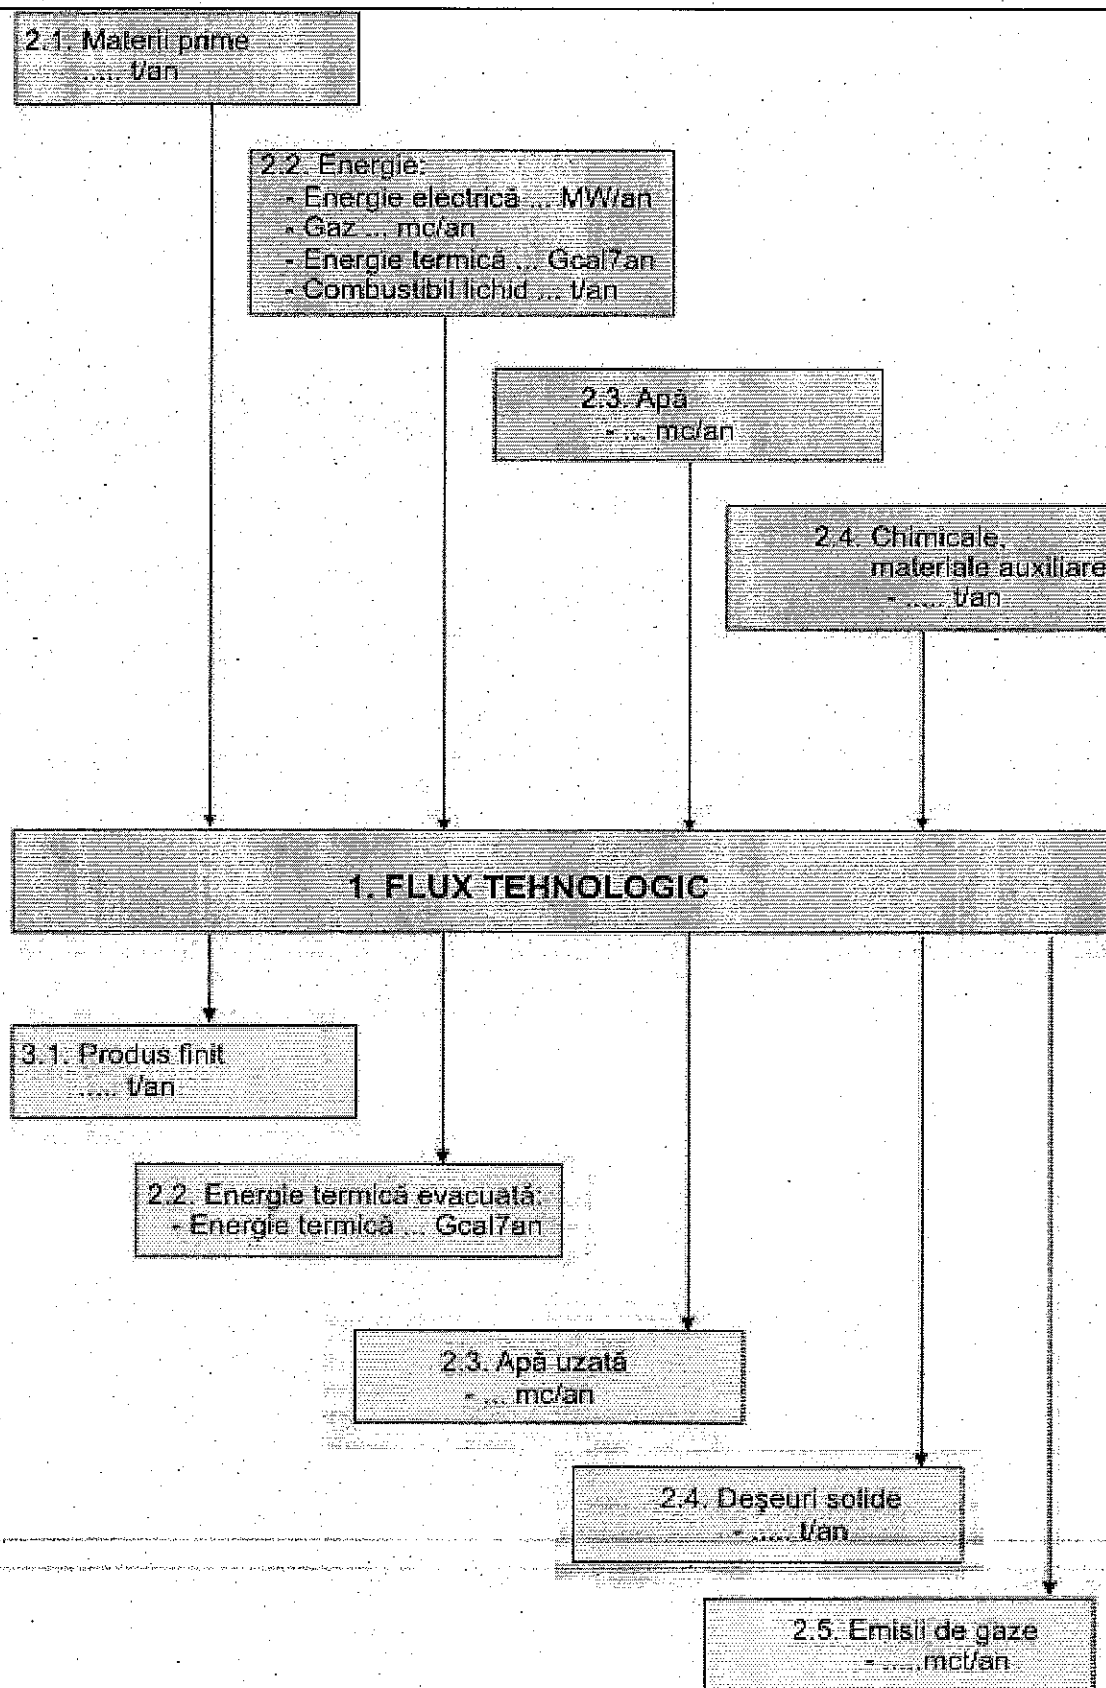 2.1. Materii prime
..... t/an
2.2. Energie:
- Energie electrică ... MW/an
- Gaz ... mc/an
- Energie termică ... Gcal7an
- Combustibil lichid ... t/an
2.3. Apă
- ... mc/an
2.4. Chimicale,
materiale auxiliare
- ..... t/an
1. FLUX TEHNOLOGIC
3.1. Produs finit
..... t/an
2.2. Energie termică evacuată:
- Energie termică ... Gcal7an
2.3. Apă uzată
- ... mc/an
2.4. Deşeuri solide
- ..... t/an
2.5. Emisii de gaze
- .....mct/an